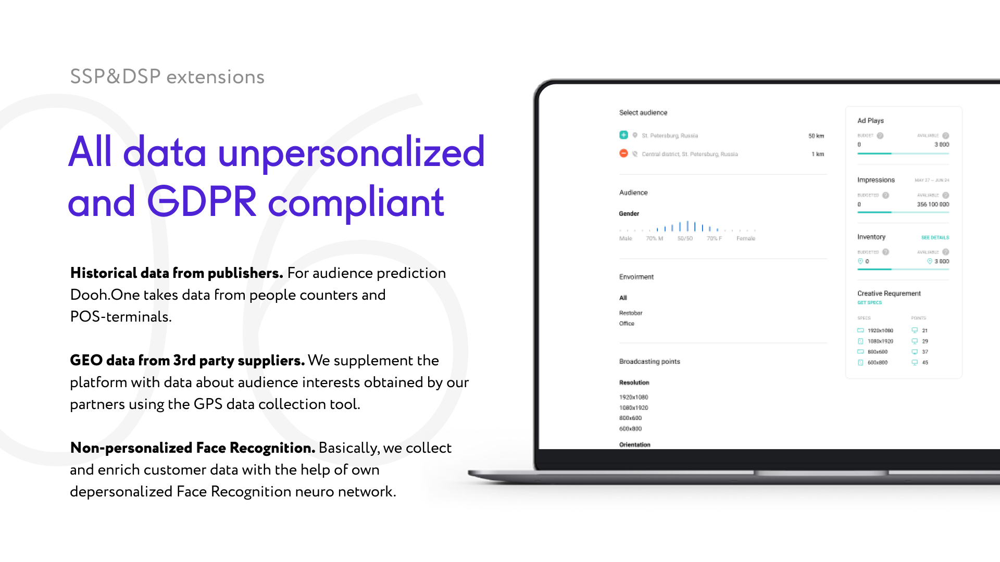 SSP&DSP extensions
06
All data unpersonalized
and GDPR compliant
Historical data from publishers. For audience prediction
Dooh.One takes data from people counters and
POS-terminals.
GEO data from 3rd party suppliers. We supplement the
platform with data about audience interests obtained by our
partners using the GPS data collection tool.
Non-personalized Face Recognition. Basically, we collect
and enrich customer data with the help of own
depersonalized Face Recognition neuro network.
Select audience
St. Petersburg, Russia 50 km
Central district, St. Petersburg, Russia 1 km
Audience
Gender
Male 70% M 50/50 70% F Female
Envoirment
All
Restobar
Office
Broadcasting points
Resolution
1920x1080
1080x1920
800x600
600x800
Orientation
Ad Plays
BUDGET ? AVALIABLE ?
0 3 000
Impressions MAY 27 – JUN 24
BUDGETED ? AVALIABLE ?
0 356 100 000
Inventory SEE DETAILS
BUDGETED ? AVALIABLE ?
0 3 000
Creative Requrement
GET SPECS
SPECS POINTS
1920x1080 21
1080x1920 29
800x600 37
600x800 45